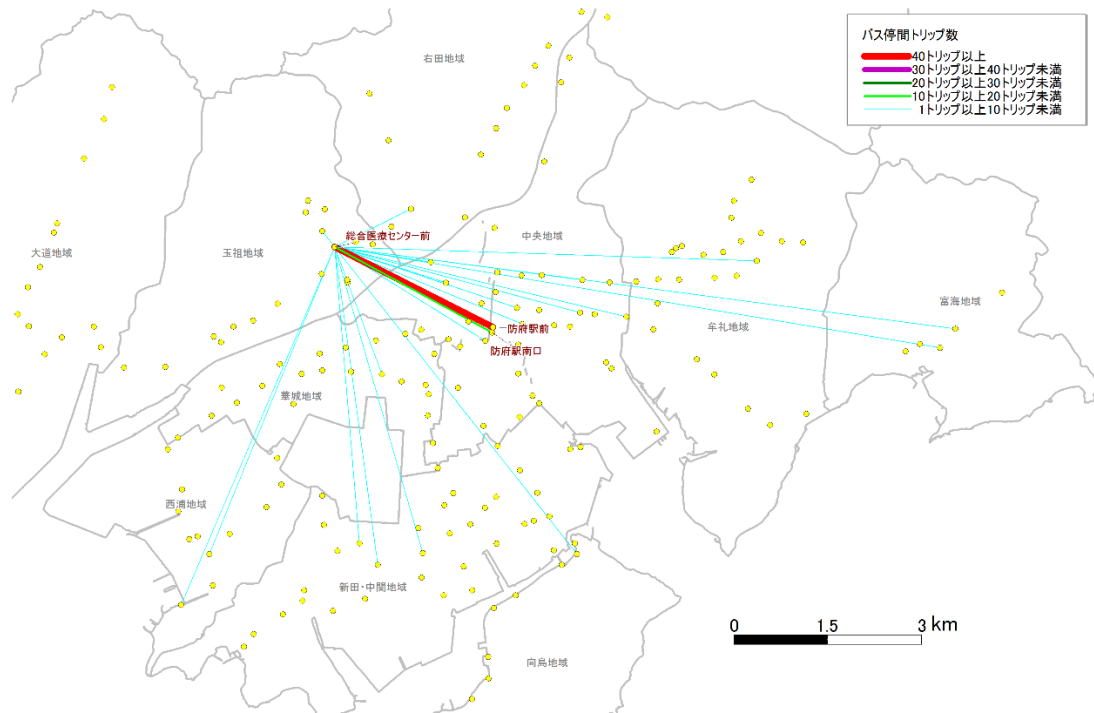 バス停間トリップ数
40トリップ以上
30トリップ以上40トリップ未満
20トリップ以上30トリップ未満
10トリップ以上20トリップ未満
1トリップ以上10トリップ未満
右田地域
総合医療センター前
中央地域
大道地域
玉祖地域
富海地域
防府駅前
牟礼地域
防府駅南口
華城地域
西浦地域
新田・中関地域
0 1.5 3 km
向島地域